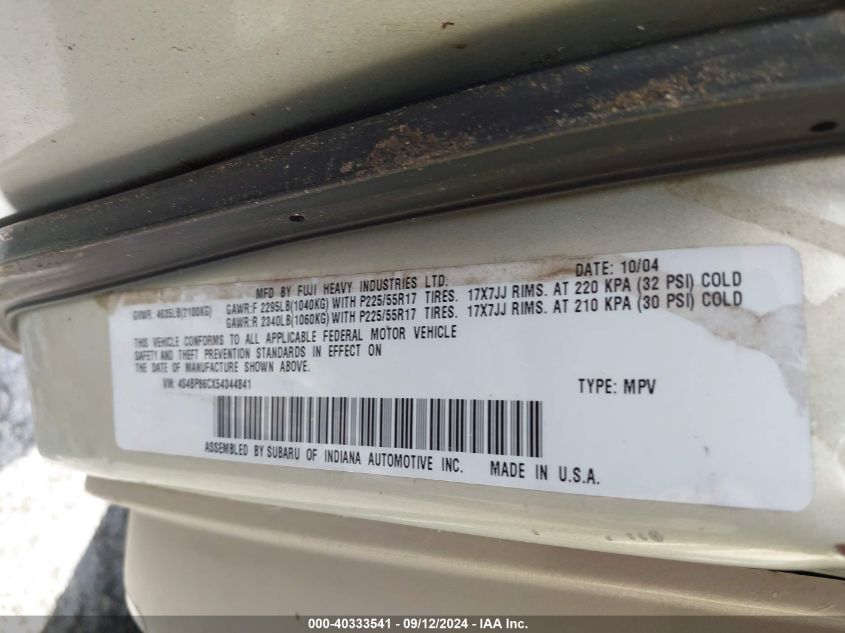 MFD BY FUJI HEAVY INDUSTRIES LTD. DATE: 10/04
GVWR: 4635LB(2100KG) GAWR:F 2295LB(1040KG) WITH P225/55R17 TIRES. 17X7JJ RIMS. AT 220 KPA (32 PSI) COLD
GAWR:R 2340LB(1060KG) WITH P225/55R17 TIRES. 17X7JJ RIMS. AT 210 KPA (30 PSI) COLD
THIS VEHICLE CONFORMS TO ALL APPLICABLE FEDERAL MOTOR VEHICLE
SAFETY AND THEFT PREVENTION STANDARDS IN EFFECT ON
THE DATE OF MANUFACTURE SHOWN ABOVE.
VIN: 4S4BP86CX54344841 TYPE: MPV
ASSEMBLED BY SUBARU OF INDIANA AUTOMOTIVE INC. MADE IN U.S.A.
000-40333541 - 09/12/2024 - IAA Inc.